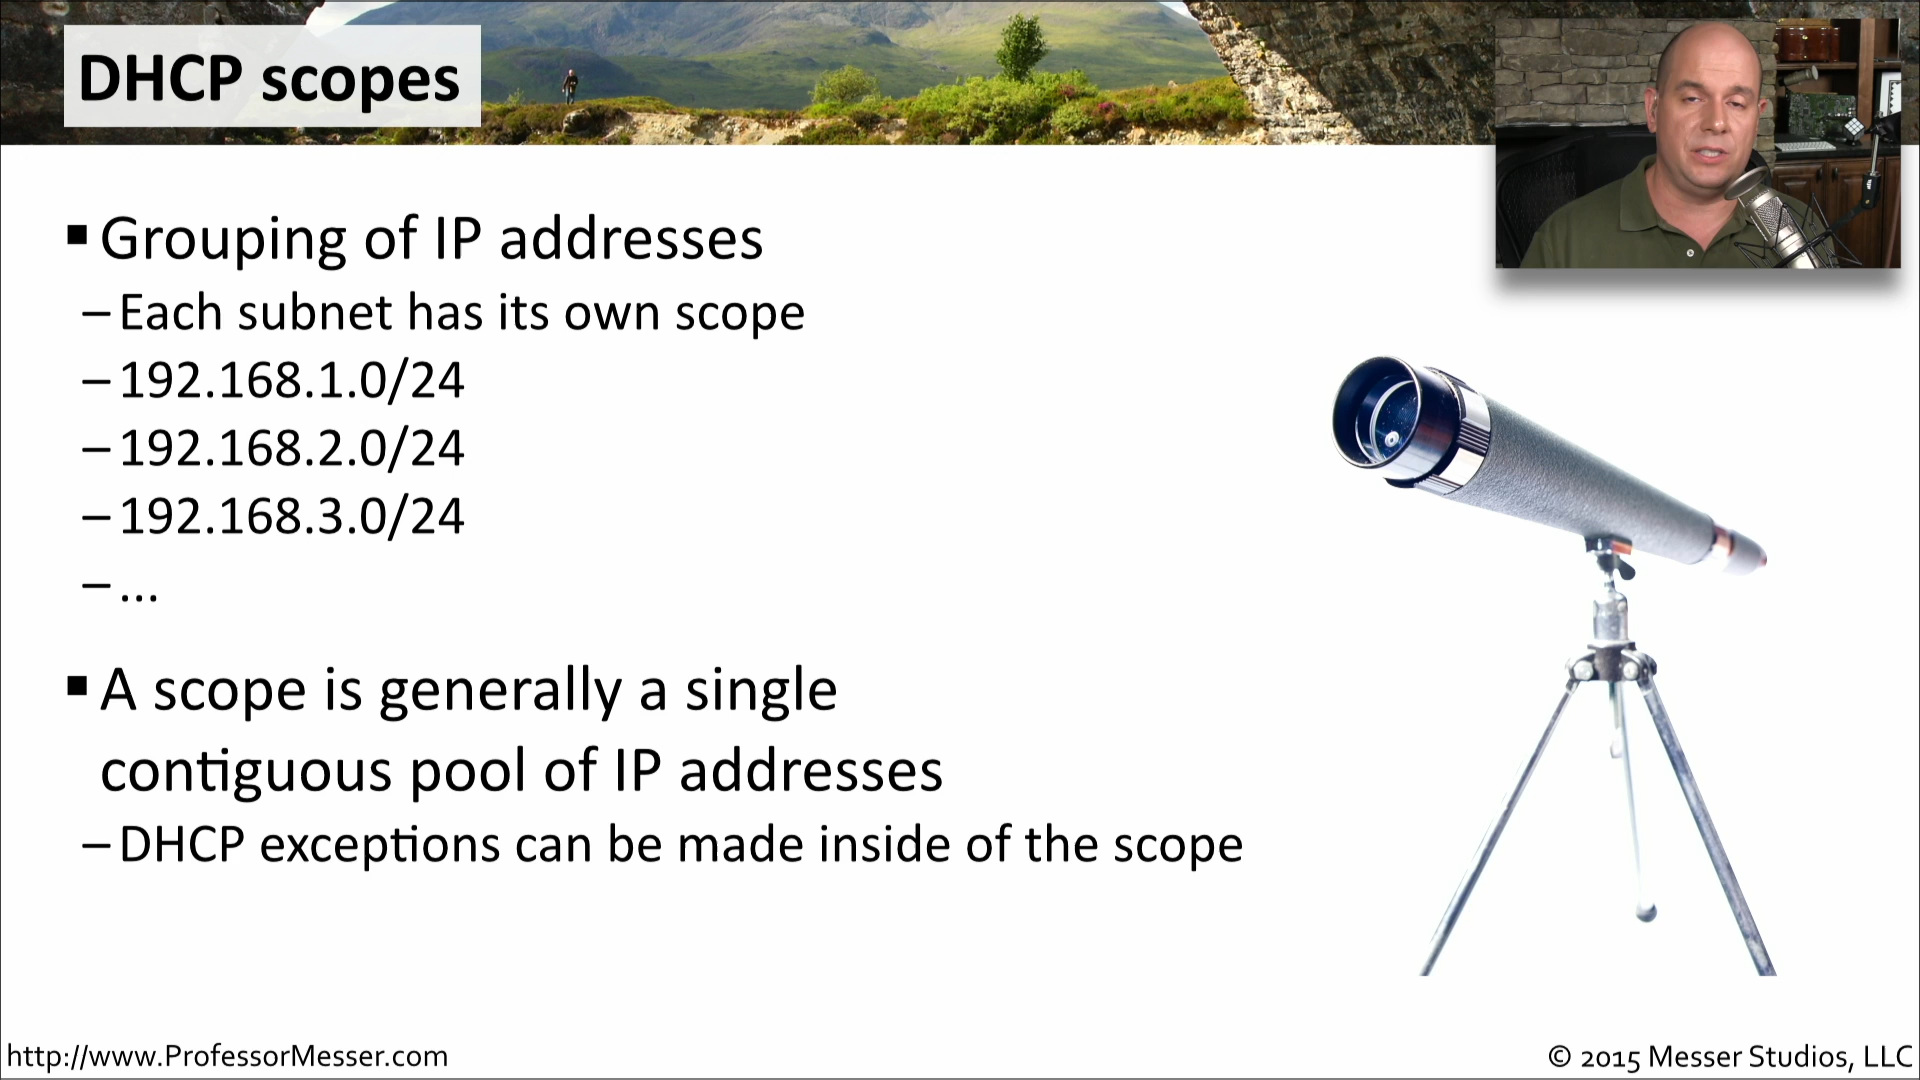 DHCP scopes
▪ Grouping of IP addresses
– Each subnet has its own scope
– 192.168.1.0/24
– 192.168.2.0/24
– 192.168.3.0/24
– ...
▪ A scope is generally a single
contiguous pool of IP addresses
– DHCP exceptions can be made inside of the scope
http://www.ProfessorMesser.com
© 2015 Messer Studios, LLC